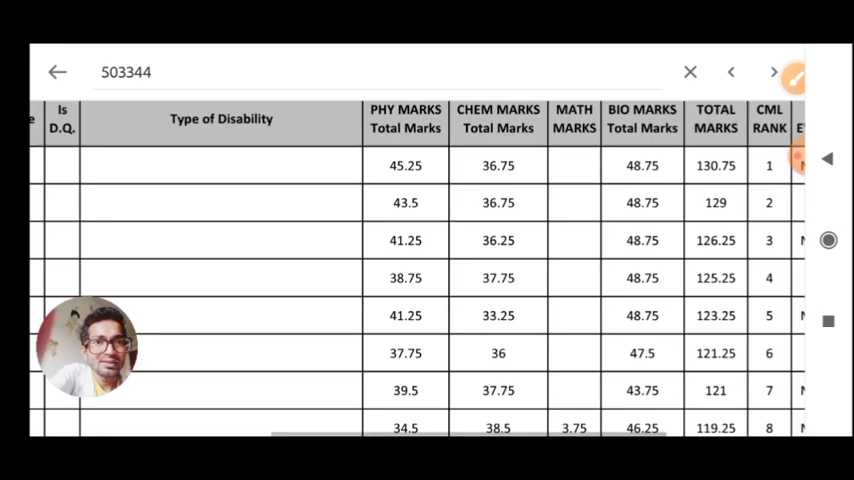 503344
e Is D.Q. Type of Disability PHY MARKS Total Marks CHEM MARKS Total Marks MATH MARKS BIO MARKS Total Marks TOTAL MARKS CML RANK
45.25 36.75 48.75 130.75 1
43.5 36.75 48.75 129 2
41.25 36.25 48.75 126.25 3 N
38.75 37.75 48.75 125.25 4
41.25 33.25 48.75 123.25 5 N
37.75 36 47.5 121.25 6
39.5 37.75 43.75 121 7 N
34.5 38.5 3.75 46.25 119.25 8 N